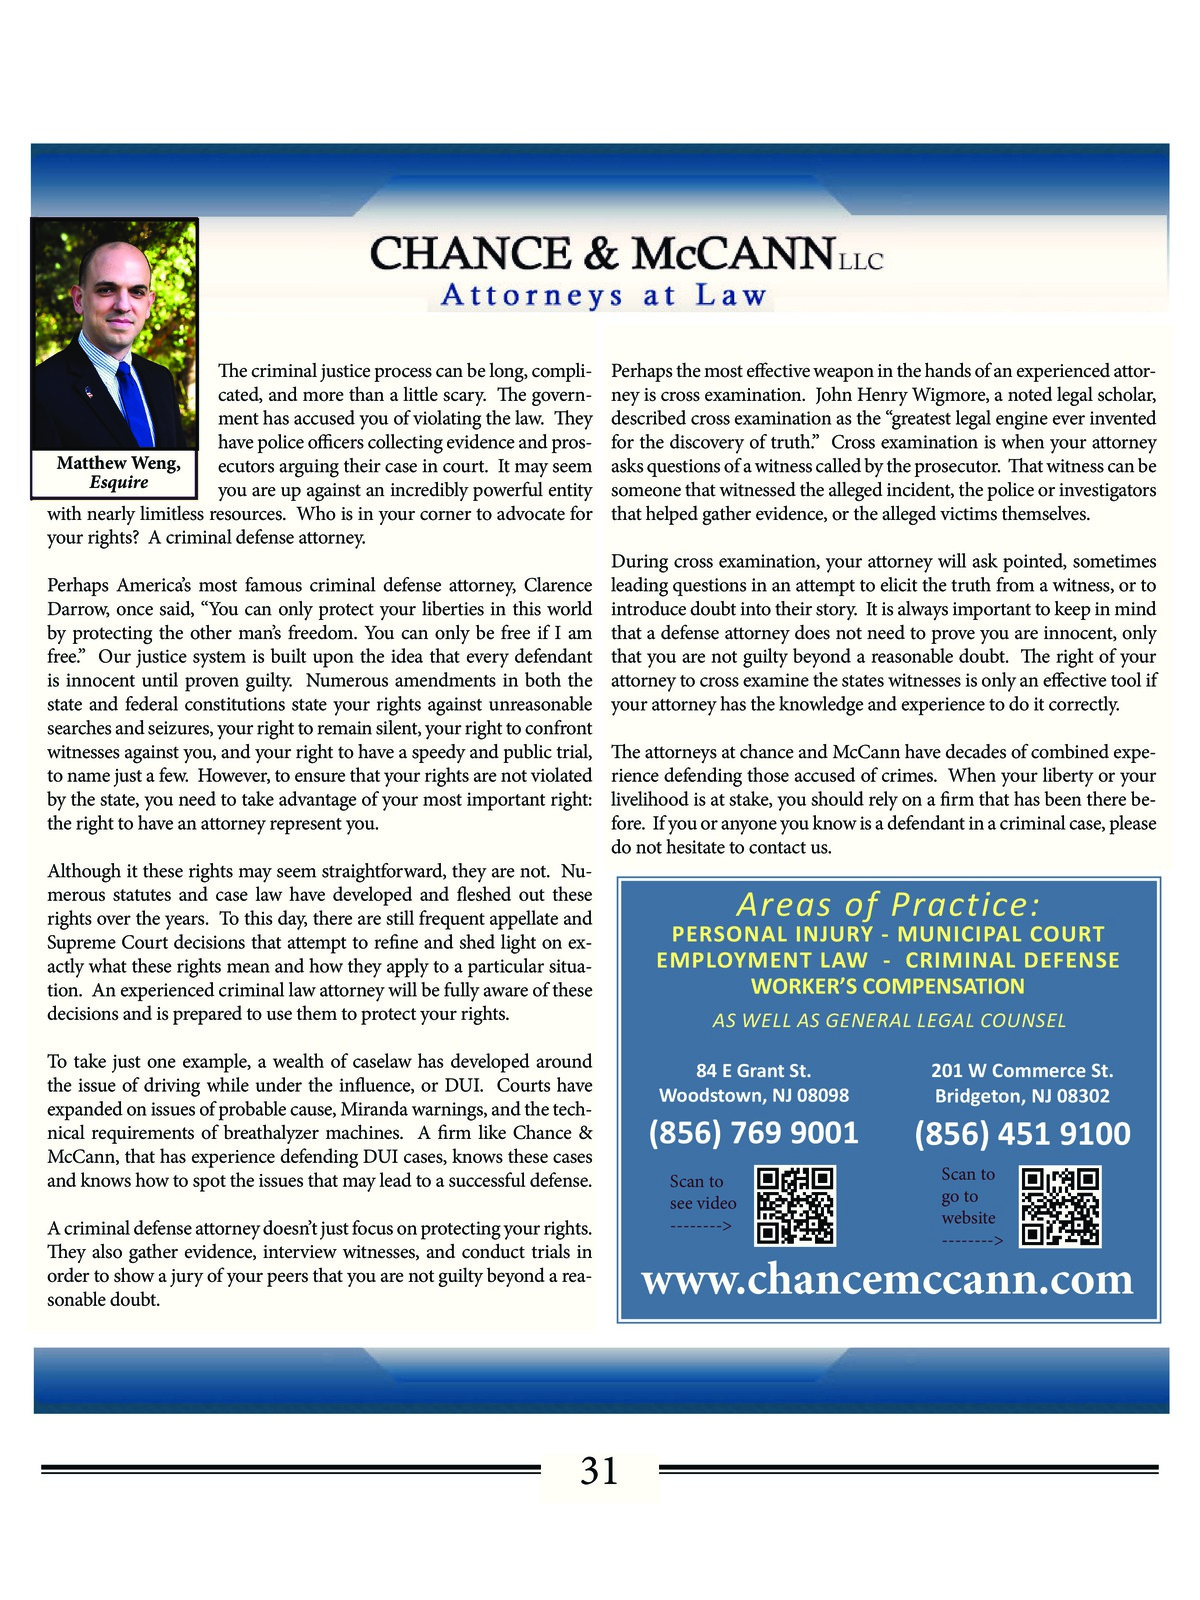 CHANCE & McCANN LLC
Attorneys at Law
Matthew Weng,
Esquire
The criminal justice process can be long, compli-
cated, and more than a little scary. The govern-
ment has accused you of violating the law. They
have police officers collecting evidence and pros-
ecutors arguing their case in court. It may seem
you are up against an incredibly powerful entity
with nearly limitless resources. Who is in your corner to advocate for
your rights? A criminal defense attorney.
Perhaps America's most famous criminal defense attorney, Clarence
Darrow, once said, “You can only protect your liberties in this world
by protecting the other man's freedom. You can only be free if I am
free.” Our justice system is built upon the idea that every defendant
is innocent until proven guilty. Numerous amendments in both the
state and federal constitutions state your rights against unreasonable
searches and seizures, your right to remain silent, your right to confront
witnesses against you, and your right to have a speedy and public trial,
to name just a few. However, to ensure that your rights are not violated
by the state, you need to take advantage of your most important right:
the right to have an attorney represent you.
Although it these rights may seem straightforward, they are not. Nu-
merous statutes and case law have developed and fleshed out these
rights over the years. To this day, there are still frequent appellate and
Supreme Court decisions that attempt to refine and shed light on ex-
actly what these rights mean and how they apply to a particular situa-
tion. An experienced criminal law attorney will be fully aware of these
decisions and is prepared to use them to protect your rights.
To take just one example, a wealth of caselaw has developed around
the issue of driving while under the influence, or DUI. Courts have
expanded on issues of probable cause, Miranda warnings, and the tech-
nical requirements of breathalyzer machines. A firm like Chance &
McCann, that has experience defending DUI cases, knows these cases
and knows how to spot the issues that may lead to a successful defense.
A criminal defense attorney doesn't just focus on protecting your rights.
They also gather evidence, interview witnesses, and conduct trials in
order to show a jury of your peers that you are not guilty beyond a rea-
sonable doubt.
Perhaps the most effective weapon in the hands of an experienced attor-
ney is cross examination. John Henry Wigmore, a noted legal scholar,
described cross examination as the “greatest legal engine ever invented
for the discovery of truth.” Cross examination is when your attorney
asks questions of a witness called by the prosecutor. That witness can be
someone that witnessed the alleged incident, the police or investigators
that helped gather evidence, or the alleged victims themselves.
During cross examination, your attorney will ask pointed, sometimes
leading questions in an attempt to elicit the truth from a witness, or to
introduce doubt into their story. It is always important to keep in mind
that a defense attorney does not need to prove you are innocent, only
that you are not guilty beyond a reasonable doubt. The right of your
attorney to cross examine the states witnesses is only an effective tool if
your attorney has the knowledge and experience to do it correctly.
The attorneys at chance and McCann have decades of combined expe-
rience defending those accused of crimes. When your liberty or your
livelihood is at stake, you should rely on a firm that has been there be-
fore. If you or anyone you know is a defendant in a criminal case, please
do not hesitate to contact us.
Areas of Practice:
PERSONAL INJURY - MUNICIPAL COURT
EMPLOYMENT LAW - CRIMINAL DEFENSE
WORKER'S COMPENSATION
AS WELL AS GENERAL LEGAL COUNSEL
84 E Grant St.
Woodstown, NJ 08098
(856) 769 9001
201 W Commerce St.
Bridgeton, NJ 08302
(856) 451 9100
Scan to
see video
-------->
Scan to
go to
website
-------->
www.chancemccann.com
31